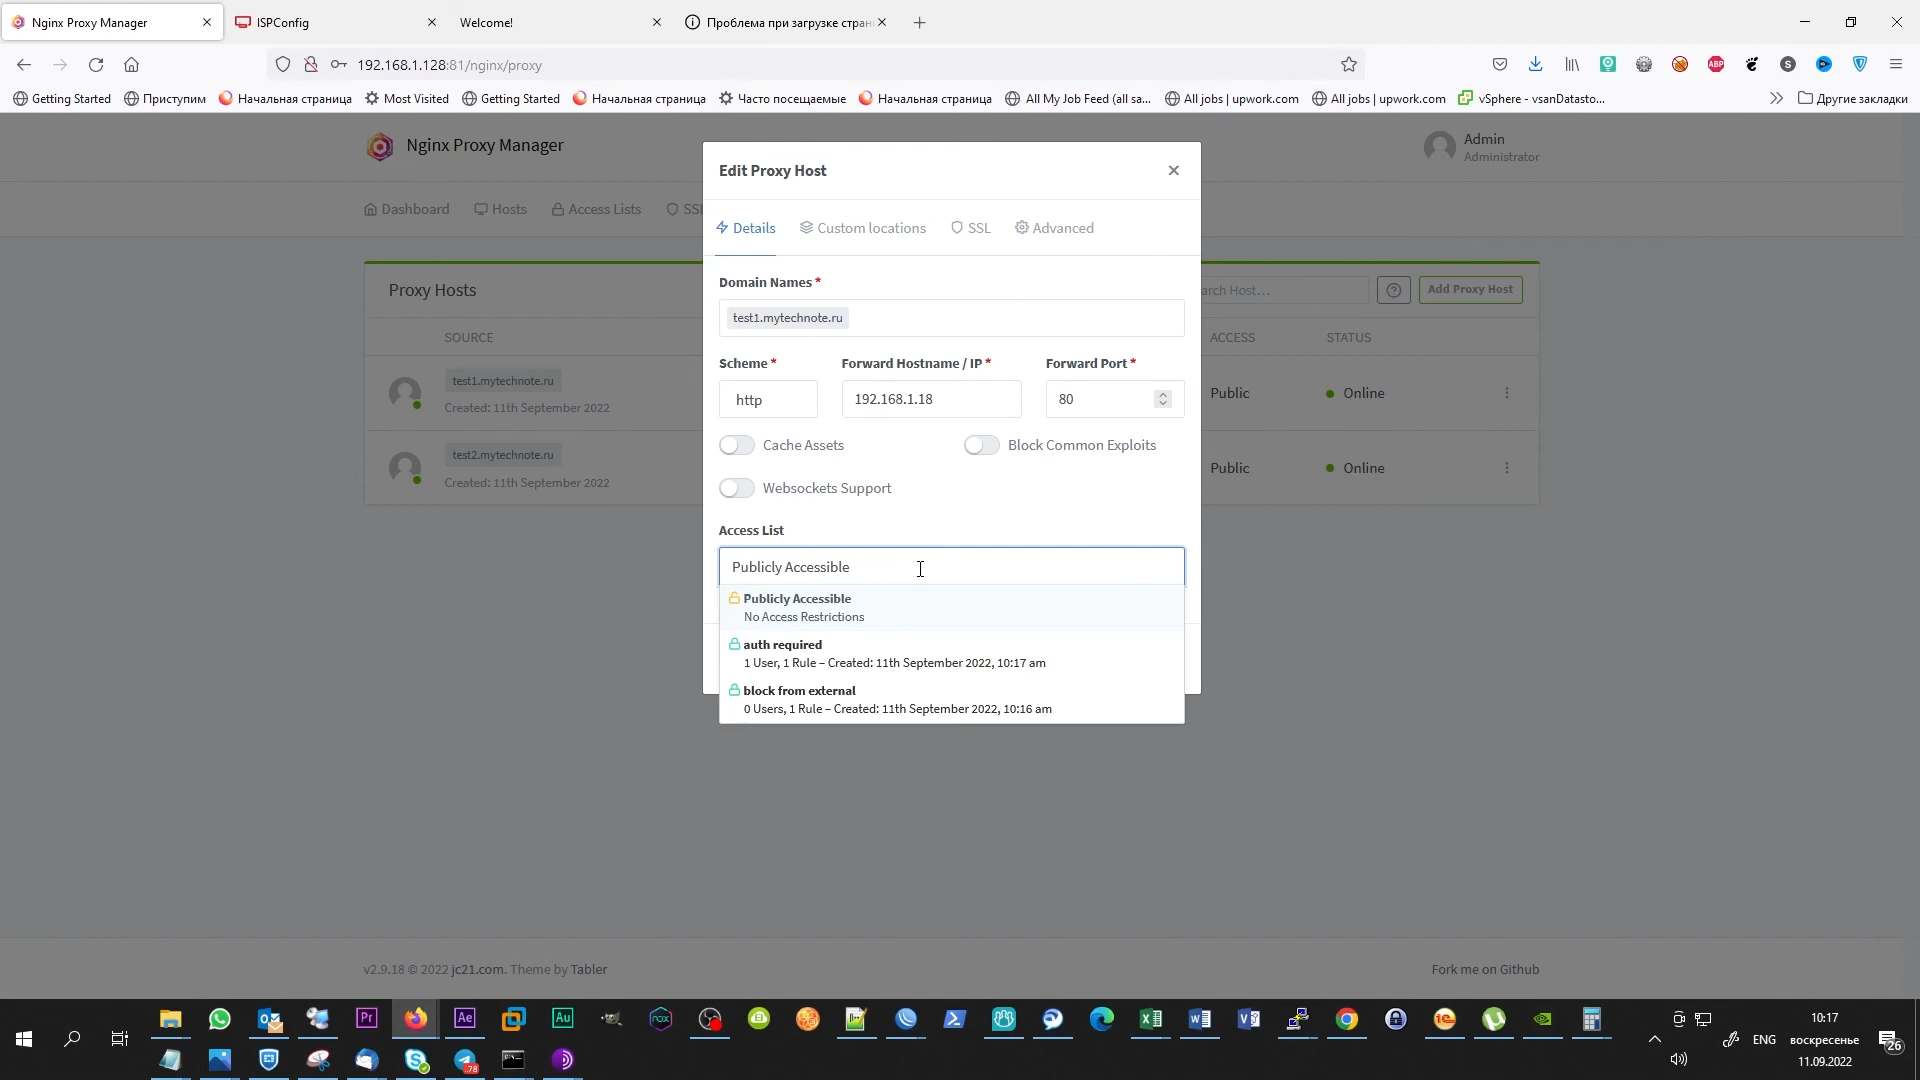 Nginx Proxy Manager
ISPConfig
Welcome!
Проблема при загрузке стран
192.168.1.128:81/nginx/proxy
Getting Started
Приступим
Начальная страница
Most Visited
Getting Started
Начальная страница
Часто посещаемые
Начальная страница
All My Job Feed (all sa...
All jobs | upwork.com
All jobs | upwork.com
vSphere - vsanDatasto...
Другие закладки
Nginx Proxy Manager
Admin
Administrator
Dashboard
Hosts
Access Lists
SSL
Proxy Hosts
arch Host…
Add Proxy Host
SOURCE
ACCESS
STATUS
test1.mytechnote.ru
Created: 11th September 2022
Public
Online
test2.mytechnote.ru
Created: 11th September 2022
Public
Online
Edit Proxy Host
Details
Custom locations
SSL
Advanced
Domain Names *
test1.mytechnote.ru
Scheme *
Forward Hostname / IP *
Forward Port *
http
192.168.1.18
80
Cache Assets
Block Common Exploits
Websockets Support
Access List
Publicly Accessible
Publicly Accessible
No Access Restrictions
auth required
1 User, 1 Rule – Created: 11th September 2022, 10:17 am
block from external
0 Users, 1 Rule – Created: 11th September 2022, 10:16 am
v2.9.18 © 2022 jc21.com. Theme by Tabler
Fork me on Github
10:17
ENG
воскресенье
11.09.2022
26